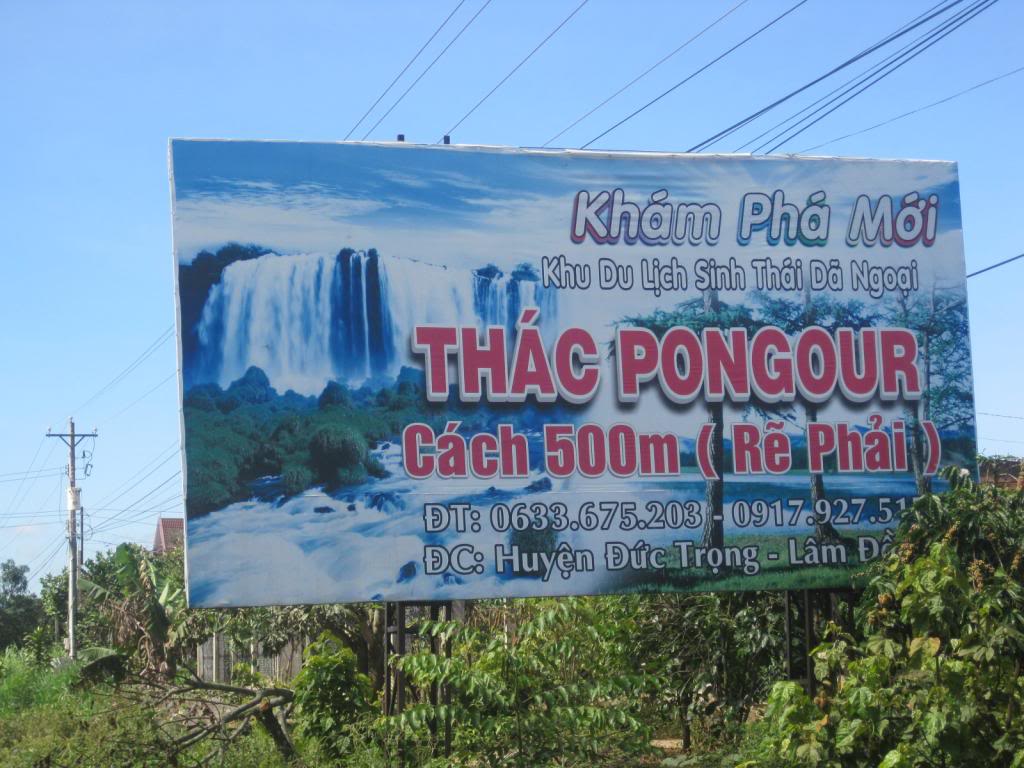 Khám Phá Mới
Khu Du Lịch Sinh Thái Dã Ngoại
THÁC PONGOUR
Cách 500m ( Rẽ Phải )
ĐT: 0633.675.203 - 0917.927.51
ĐC: Huyện Đức Trọng - Lâm